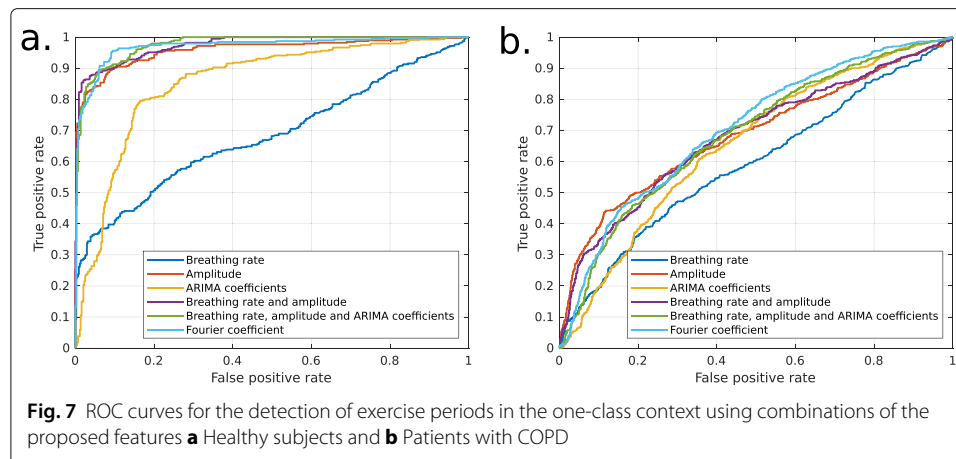 a.
1
0.9
0.8
0.7
0.6
0.5
0.4
0.3
0.2
0.1
0
True positive rate
Breathing rate
Amplitude
ARIMA coefficients
Breathing rate and amplitude
Breathing rate, amplitude and ARIMA coefficients
Fourier coefficient
0 0.2 0.4 0.6 0.8 1
False positive rate
b.
1
0.9
0.8
0.7
0.6
0.5
0.4
0.3
0.2
0.1
0
True positive rate
Breathing rate
Amplitude
ARIMA coefficients
Breathing rate and amplitude
Breathing rate, amplitude and ARIMA coefficients
Fourier coefficient
0 0.2 0.4 0.6 0.8 1
False positive rate
Fig. 7 ROC curves for the detection of exercise periods in the one-class context using combinations of the
proposed features a Healthy subjects and b Patients with COPD